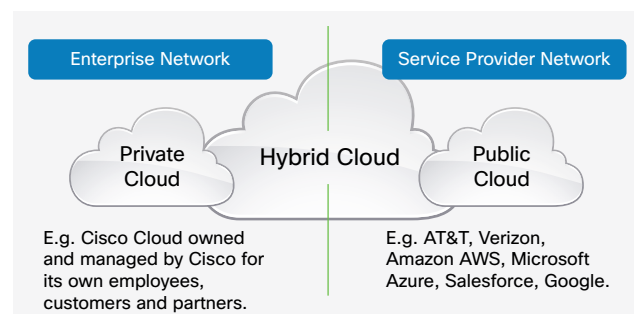 Enterprise Network
Service Provider Network
Private
Cloud
Hybrid Cloud
Public
Cloud
E.g. Cisco Cloud owned
and managed by Cisco for
its own employees,
customers and partners.
E.g. AT&T, Verizon,
Amazon AWS, Microsoft
Azure, Salesforce, Google.